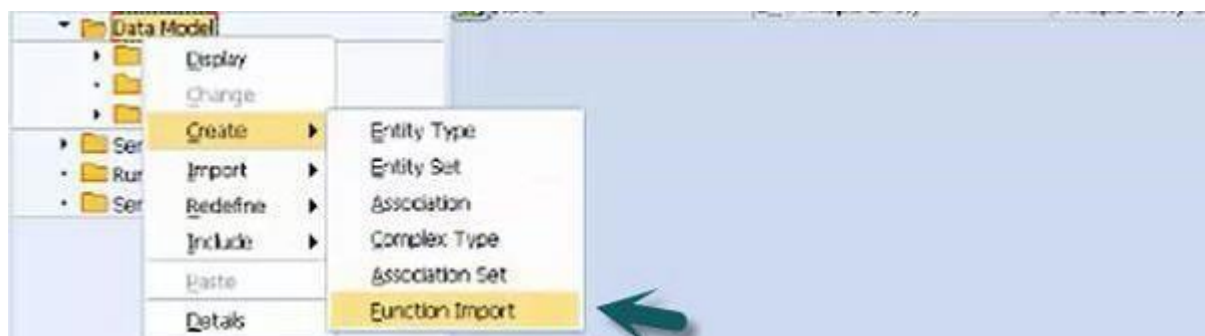 Data Model
Display
Change
Create
Entity Type
Ser
Import
Entity Set
Run
Redefine
Association
Ser
Include
Complex Type
Paste
Association Set
Details
Function Import